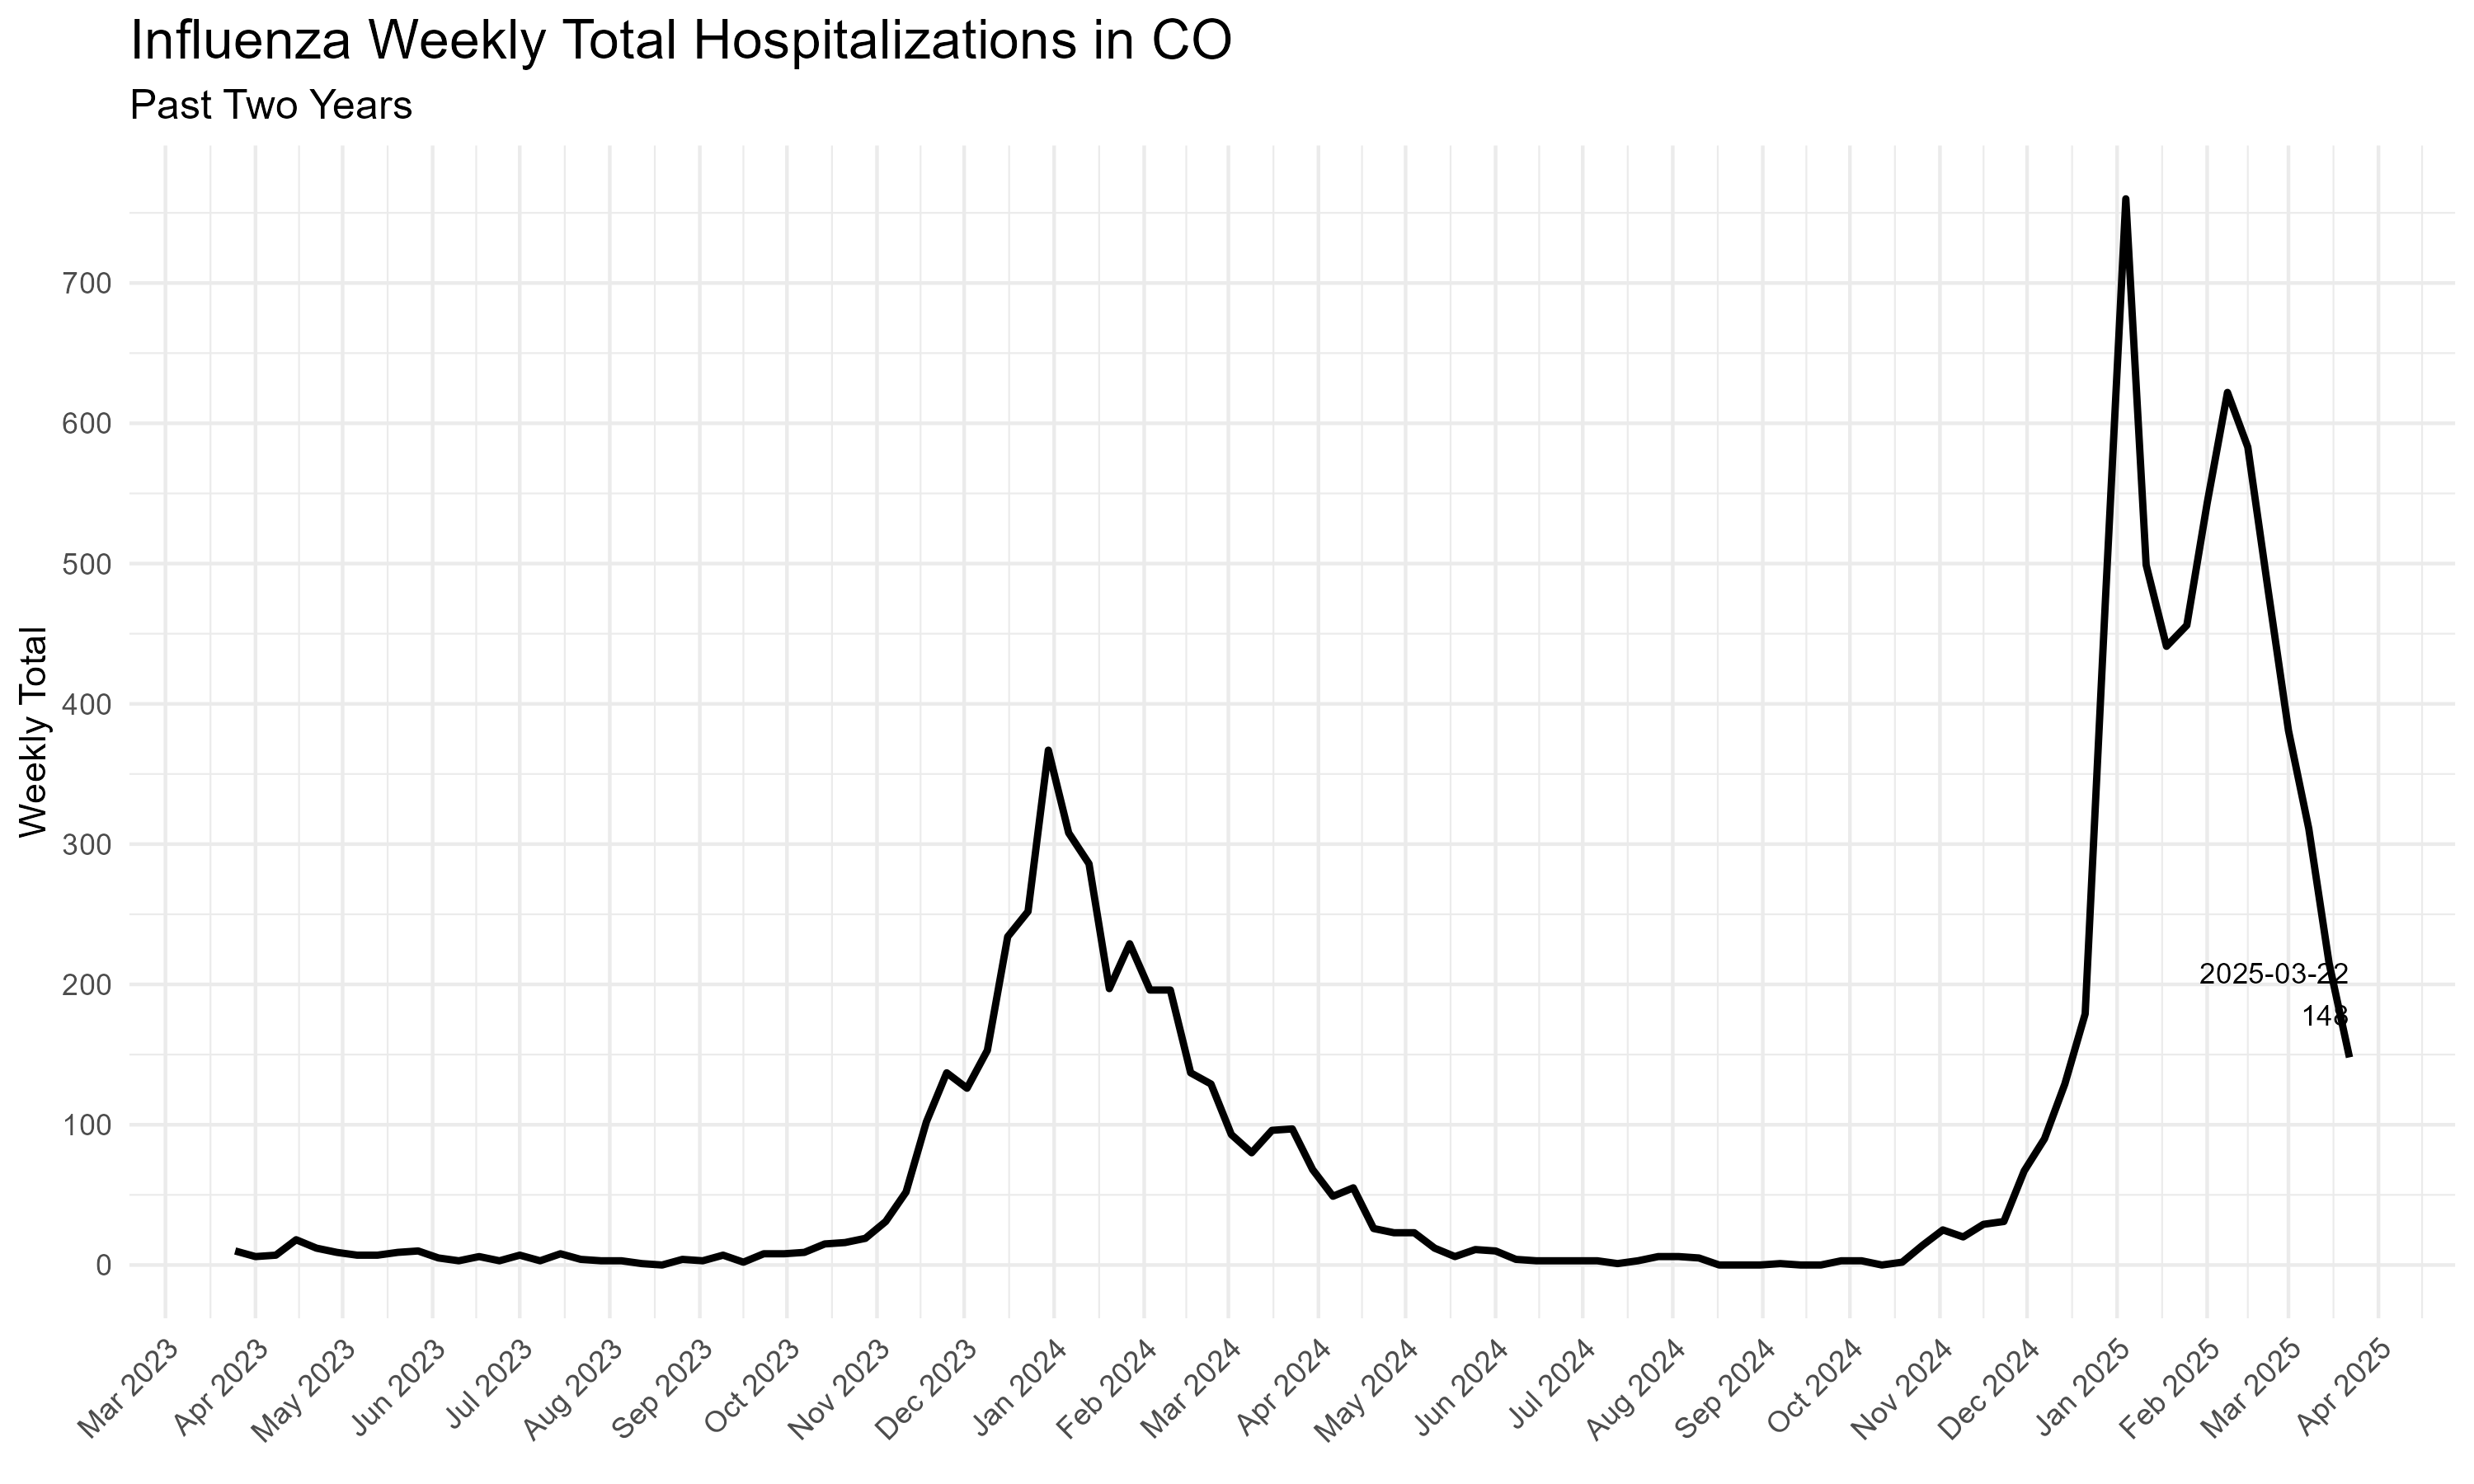 Influenza Weekly Total Hospitalizations in CO
Past Two Years
Weekly Total
700
600
500
400
300
200
100
0
2025-03-22
148
Mar 2023
Apr 2023
May 2023
Jun 2023
Jul 2023
Aug 2023
Sep 2023
Oct 2023
Nov 2023
Dec 2023
Jan 2024
Feb 2024
Mar 2024
Apr 2024
May 2024
Jun 2024
Jul 2024
Aug 2024
Sep 2024
Oct 2024
Nov 2024
Dec 2024
Jan 2025
Feb 2025
Mar 2025
Apr 2025